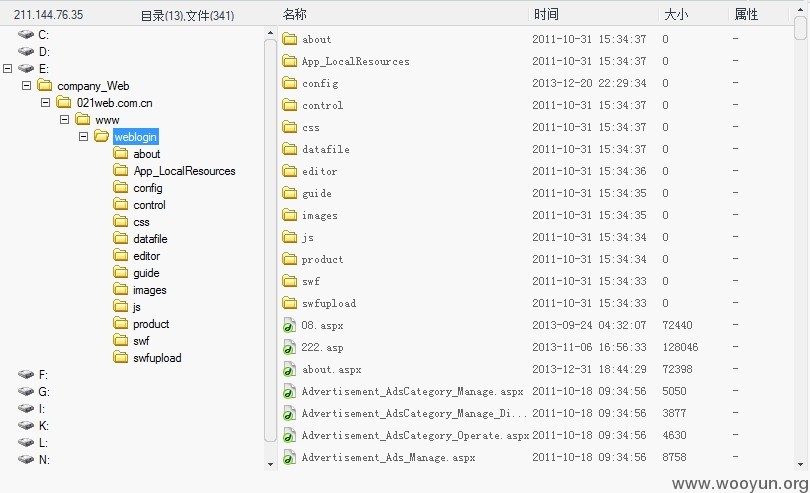 211.144.76.35 目录(13),文件(341) 名称 时间 大小 属性
C:
D:
E:
company_Web
021web.com.cn
www
weblogin
about
App_LocalResources
config
control
css
datafile
editor
guide
images
js
product
swf
swfupload
F:
G:
I:
K:
L:
N:
about 2011-10-31 15:34:37 0 -
App_LocalResources 2011-10-31 15:34:37 0 -
config 2013-12-20 22:29:34 0 -
control 2011-10-31 15:34:37 0 -
css 2011-10-31 15:34:37 0 -
datafile 2011-10-31 15:34:37 0 -
editor 2011-10-31 15:34:36 0 -
guide 2011-10-31 15:34:35 0 -
images 2011-10-31 15:34:35 0 -
js 2011-10-31 15:34:34 0 -
product 2011-10-31 15:34:34 0 -
swf 2011-10-31 15:34:33 0 -
swfupload 2011-10-31 15:34:33 0 -
08.aspx 2013-09-24 04:32:07 72440 -
222.asp 2013-11-06 16:56:33 128046 -
about.aspx 2013-12-31 18:44:29 72398 -
Advertisement_AdsCategory_Manage.aspx 2011-10-18 09:34:56 5050 -
Advertisement_AdsCategory_Manage_Di... 2011-10-18 09:34:56 3877 -
Advertisement_AdsCategory_Operate.aspx 2011-10-18 09:34:56 4630 -
Advertisement_Ads_Manage.aspx 2011-10-18 09:34:56 8758 -
www.wooyun.org